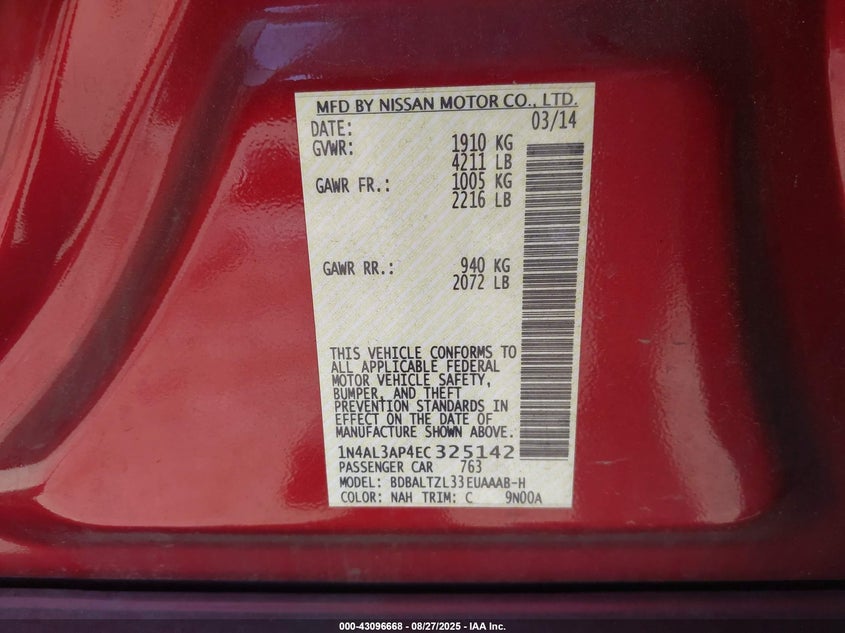 MFD BY NISSAN MOTOR CO., LTD.
DATE: 03/14
GVWR: 1910 KG
4211 LB
GAWR FR.: 1005 KG
2216 LB
GAWR RR.: 940 KG
2072 LB
THIS VEHICLE CONFORMS TO
ALL APPLICABLE FEDERAL
MOTOR VEHICLE SAFETY,
BUMPER, AND THEFT
PREVENTION STANDARDS IN
EFFECT ON THE DATE OF
MANUFACTURE SHOWN ABOVE.
1N4AL3AP4EC325142
PASSENGER CAR 763
MODEL: BDBALTZL33EUAAAB-H
COLOR: NAH TRIM: C 9N00A
000-43096668 - 08/27/2025 - IAA Inc.